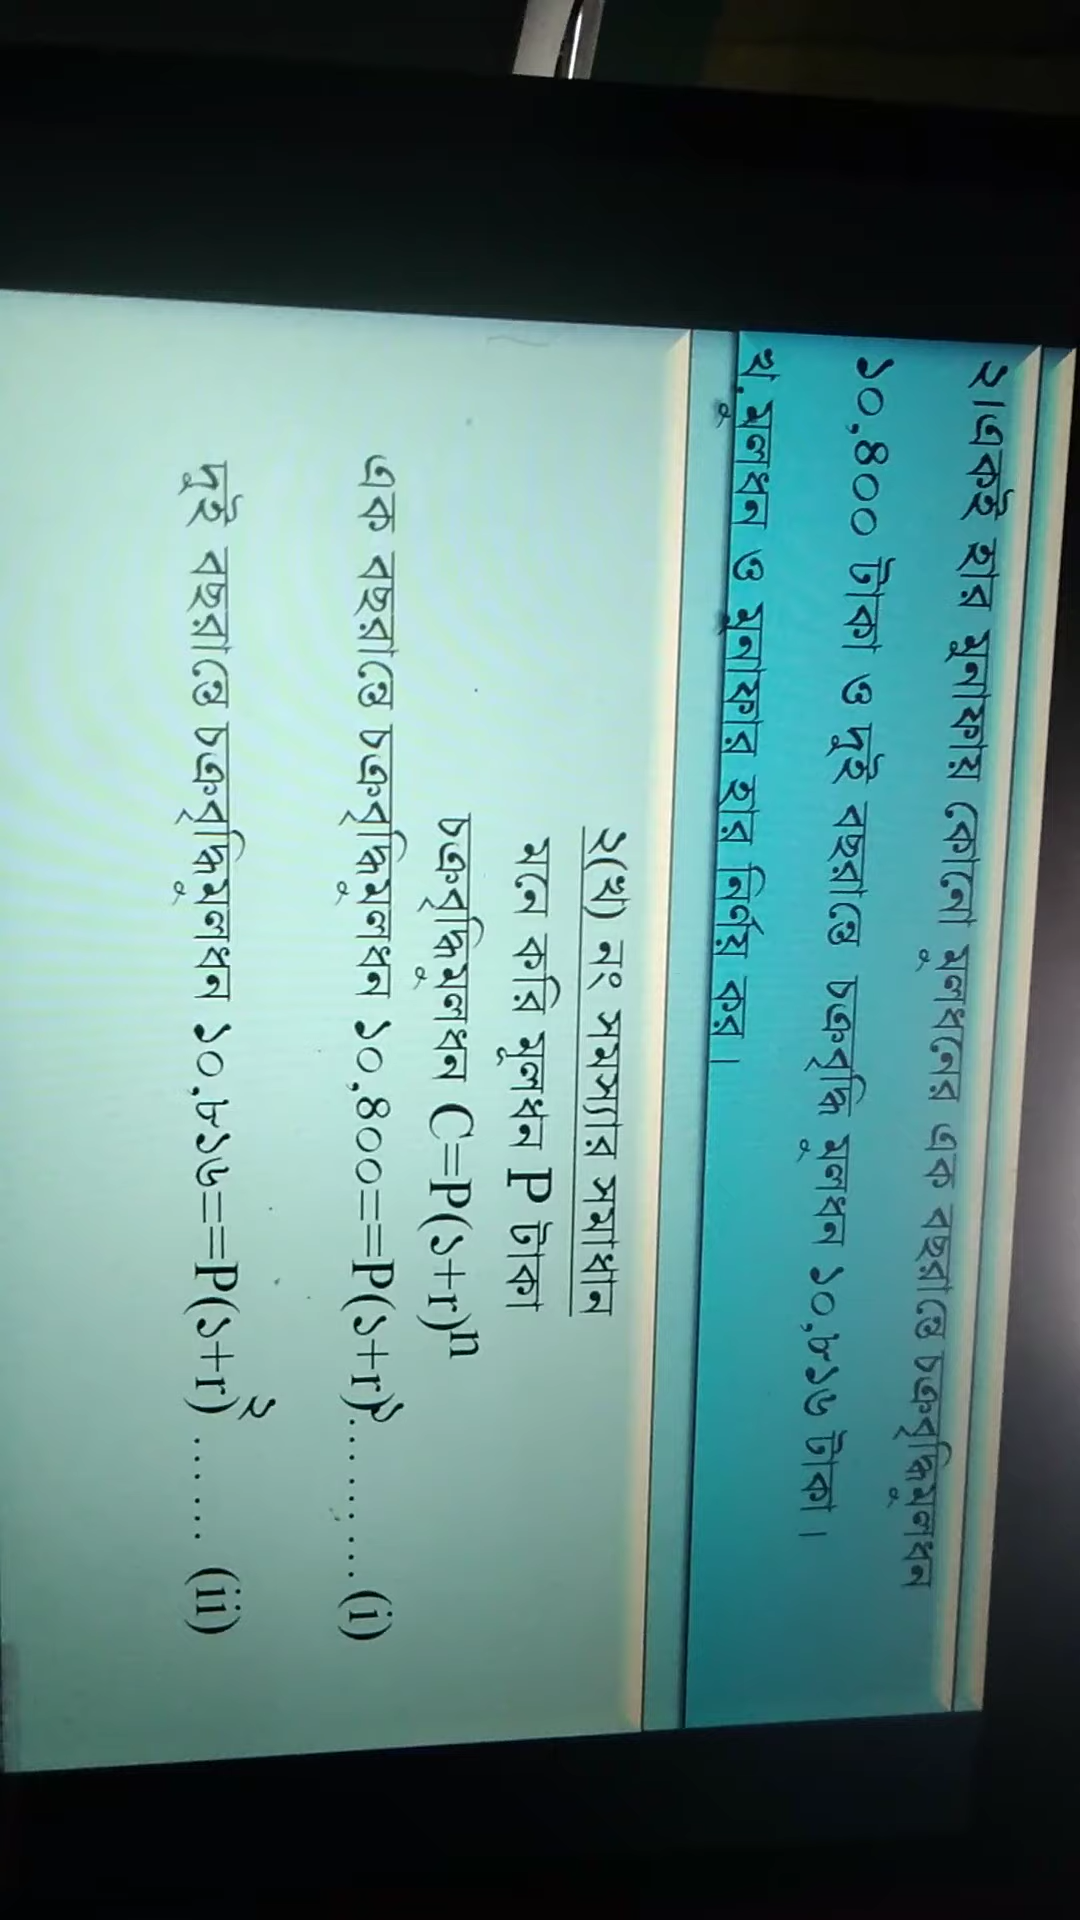 ২।একই হার মুনাফায় কোনো মূলধনের এক বছরান্তে চক্রবৃদ্ধিমূলধন
১০,৪০০ টাকা ও দুই বছরান্তে চক্রবৃদ্ধি মূলধন ১০,৮১৬ টাকা।
খ. মূলধন ও মুনাফার হার নির্ণয় কর।
২(খ) নং সমস্যার সমাধান
মনে করি মূলধন P টাকা
চক্রবৃদ্ধিমূলধন C=P(১+r)ⁿ
এক বছরান্তে চক্রবৃদ্ধিমূলধন ১০,৪০০==P(১+r)^১.........(i)
দুই বছরান্তে চক্রবৃদ্ধিমূলধন ১০,৮১৬==P(১+r)^২ ...... (ii)